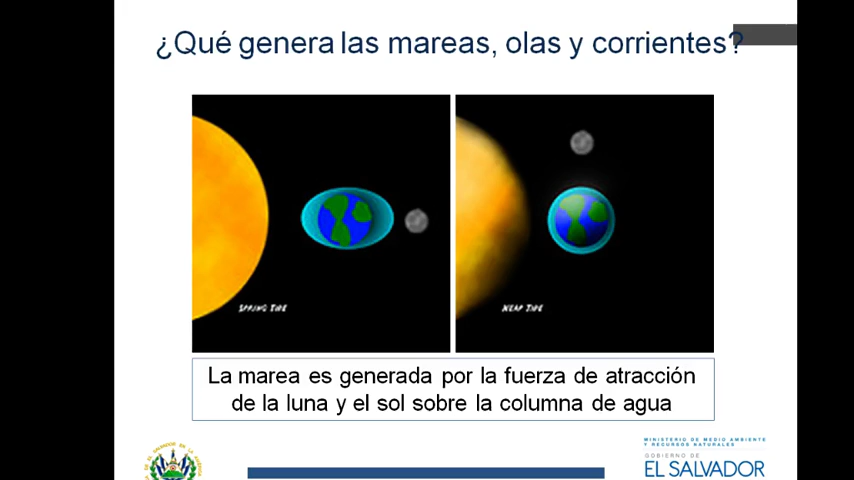 ¿Qué genera las mareas, olas y corrientes?
SPRING TIDE
NEAP TIDE
La marea es generada por la fuerza de atracción
de la luna y el sol sobre la columna de agua
MINISTERIO DE MEDIO AMBIENTE
Y RECURSOS NATURALES
GOBIERNO DE
EL SALVADOR